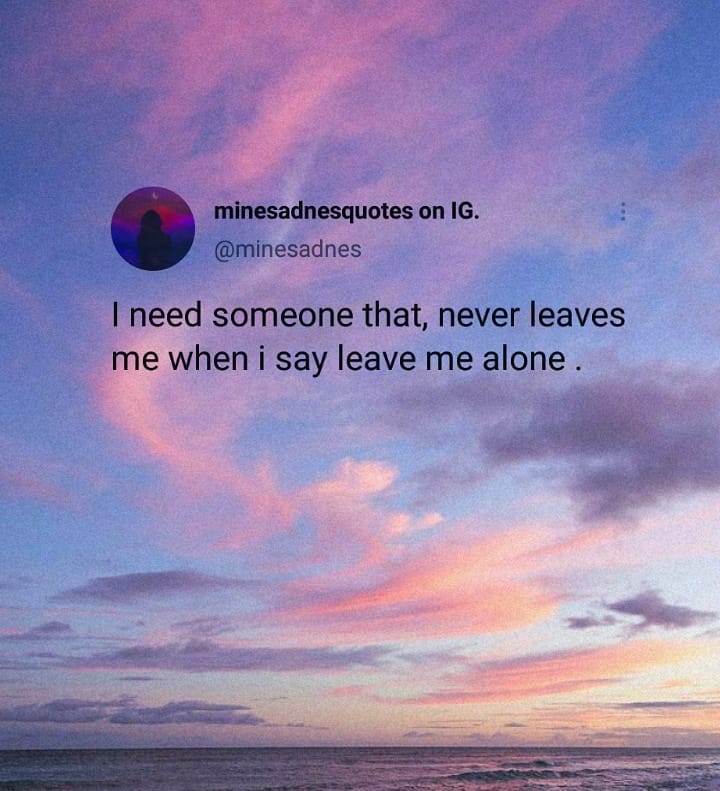 minesadnesquotes on IG.
@minesadnes
I need someone that, never leaves
me when i say leave me alone .